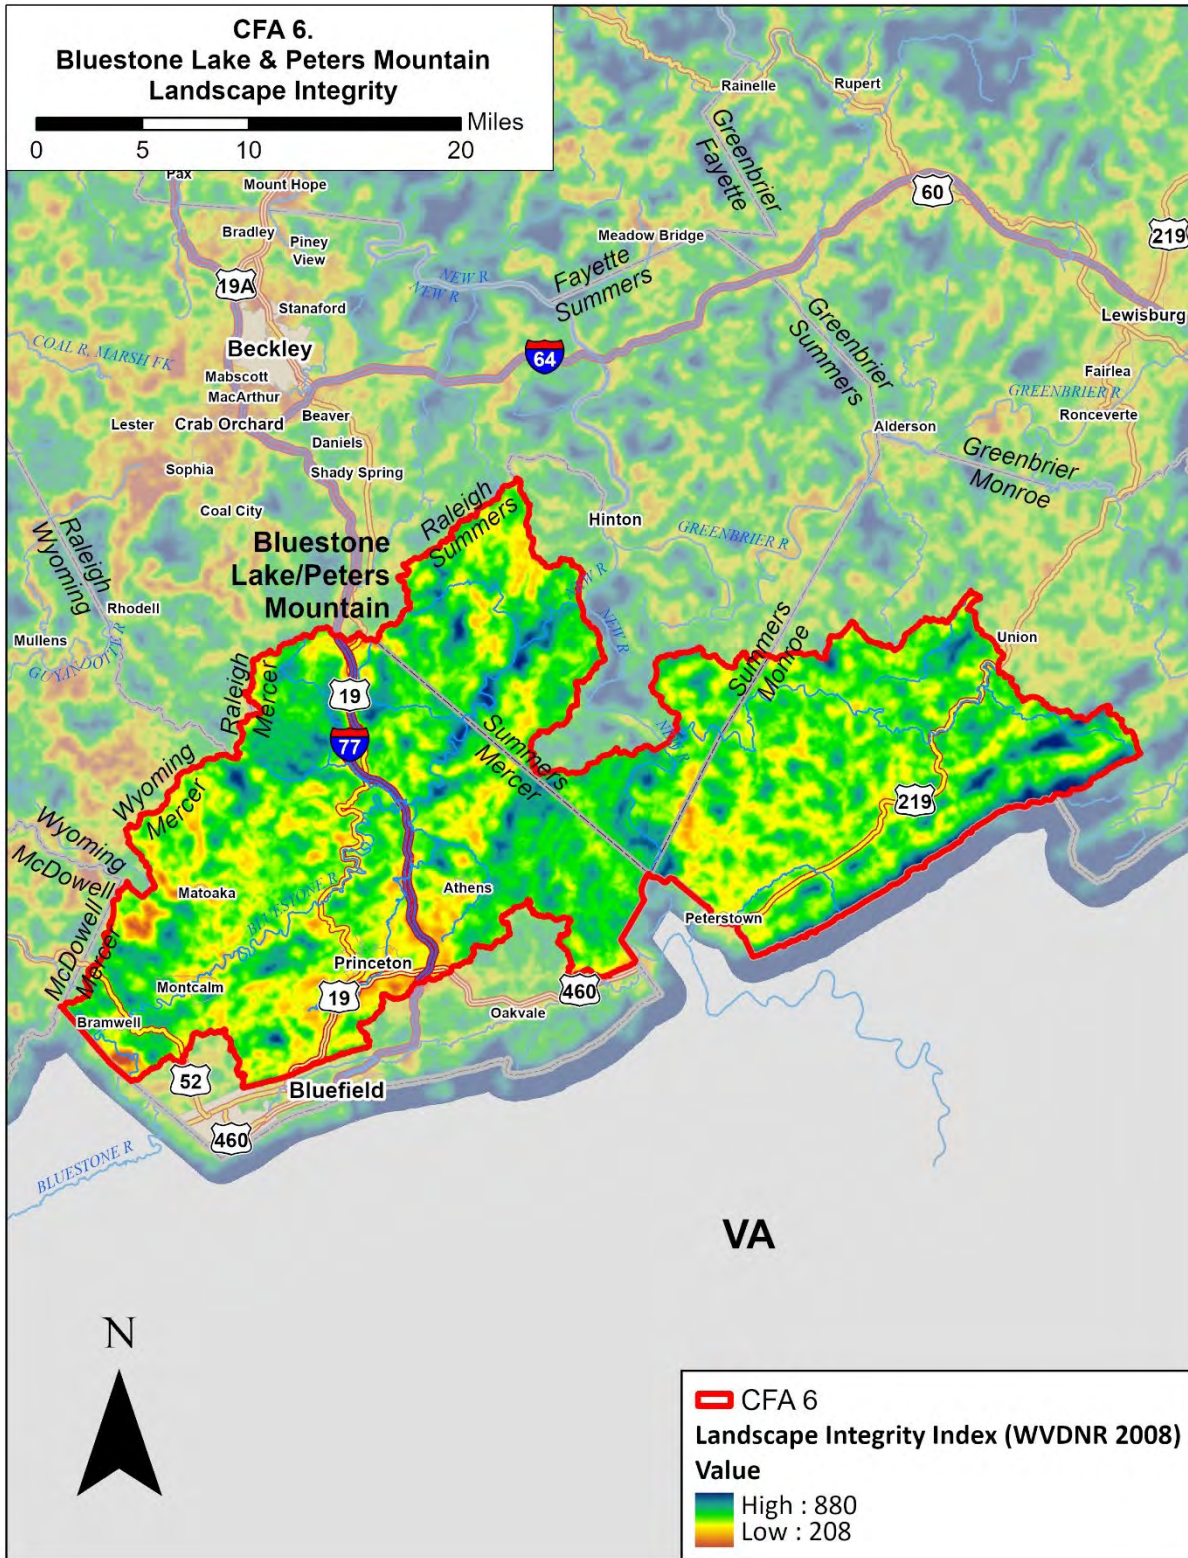 CFA 6.
Bluestone Lake & Peters Mountain
Landscape Integrity
Miles
0 5 10 20
Rainelle
Rupert
Greenbrier
Fayette
Pax
Mount Hope
60
219
Bradley
Piney
View
Meadow Bridge
Fayette
Summers
NEW R
NEW R
19A
Stanaford
Greenbrier
Summers
Lewisburg
COAL R, MARSH FK
Beckley
64
Mabscott
MacArthur
Fairlea
GREENBRIER R
Lester
Crab Orchard
Beaver
Ronceverte
Alderson
Daniels
Sophia
Shady Spring
Greenbrier
Monroe
Coal City
Raleigh
Summers
Hinton
Raleigh
Wyoming
Bluestone
Lake/Peters
Mountain
GREENBRIER R
NEW R
NEW R
Rhodell
Mullens
GUYANDOTTE R
Summers
Monroe
Union
Raleigh
Mercer
19
77
Summers
Mercer
NEW R
Wyoming
Mercer
219
Wyoming
McDowell
Matoaka
Athens
BLUESTONE R
McDowell
Mercer
Peterstown
Princeton
Montcalm
19
460
Oakvale
Bramwell
52
Bluefield
460
BLUESTONE R
VA
N
CFA 6
Landscape Integrity Index (WVDNR 2008)
Value
High : 880
Low : 208